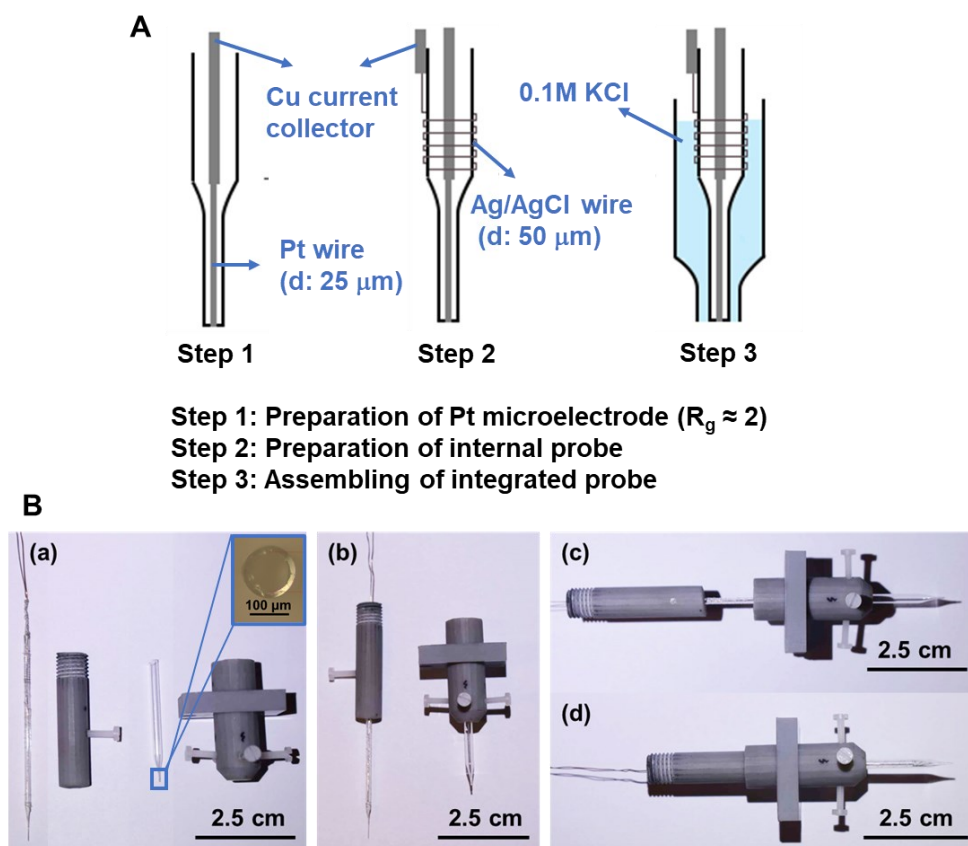 A
Cu current
collector
0.1M KCl
Ag/AgCl wire
(d: 50 μm)
Pt wire
(d: 25 μm)
Step 1
Step 2
Step 3
Step 1: Preparation of Pt microelectrode (Rg ≈ 2)
Step 2: Preparation of internal probe
Step 3: Assembling of integrated probe
B
(a)
100 μm
2.5 cm
(b)
2.5 cm
(c)
2.5 cm
(d)
2.5 cm